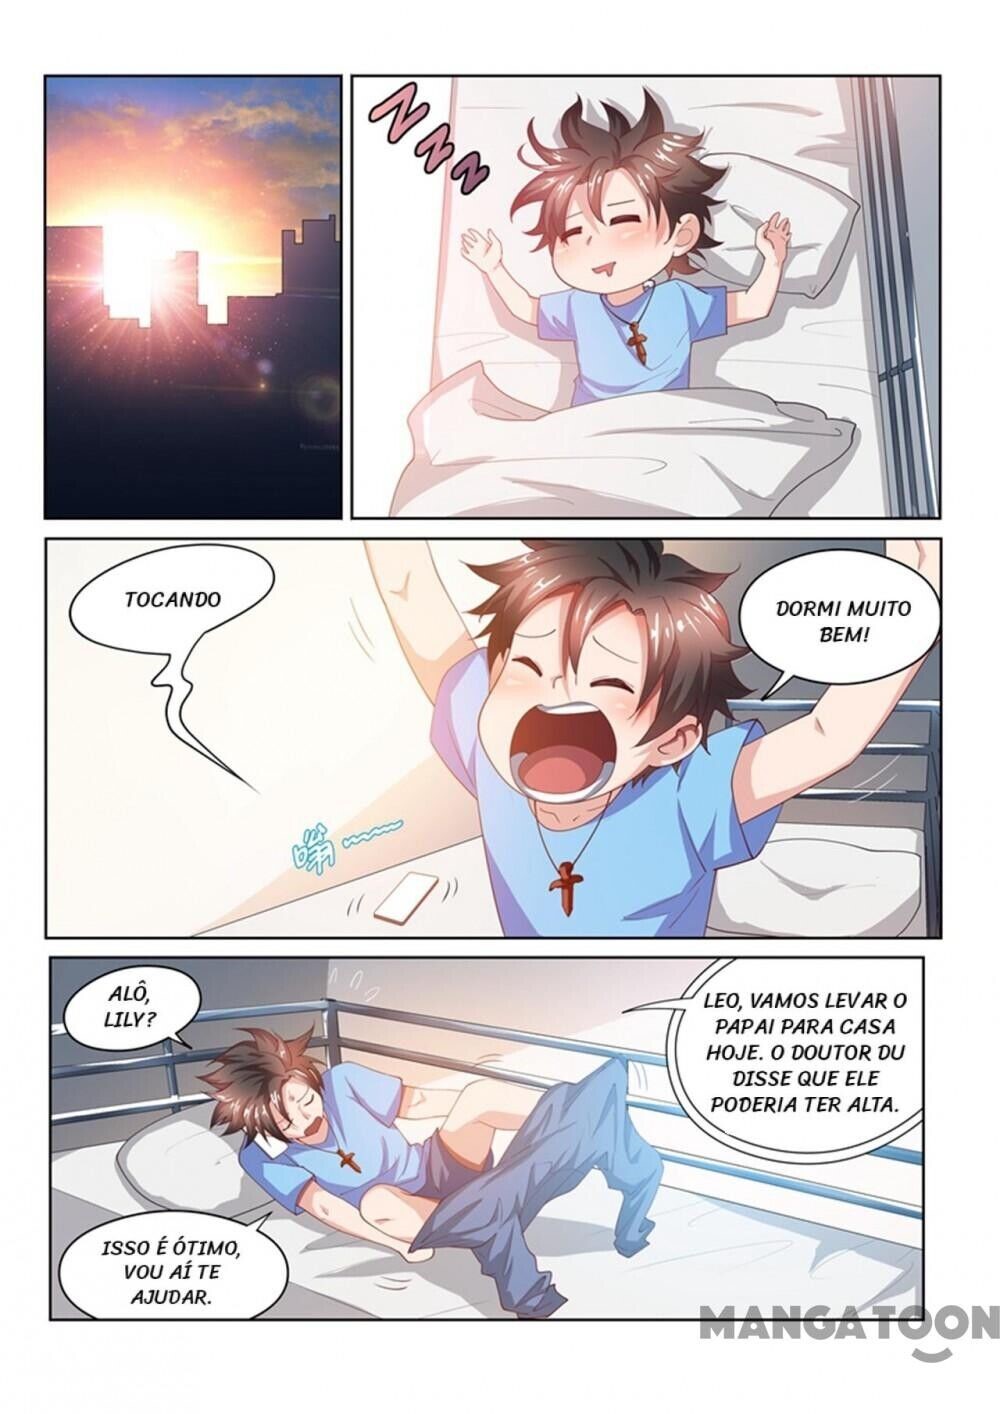 ZZZZ
TOCANDO
DORMI MUITO
BEM!
嗡
ALÔ,
LILY?
LEO, VAMOS LEVAR O
PAPAI PARA CASA
HOJE. O DOUTOR DU
DISSE QUE ELE
PODERIA TER ALTA.
ISSO É ÓTIMO,
VOU AÍ TE
AJUDAR.
MANGATOON